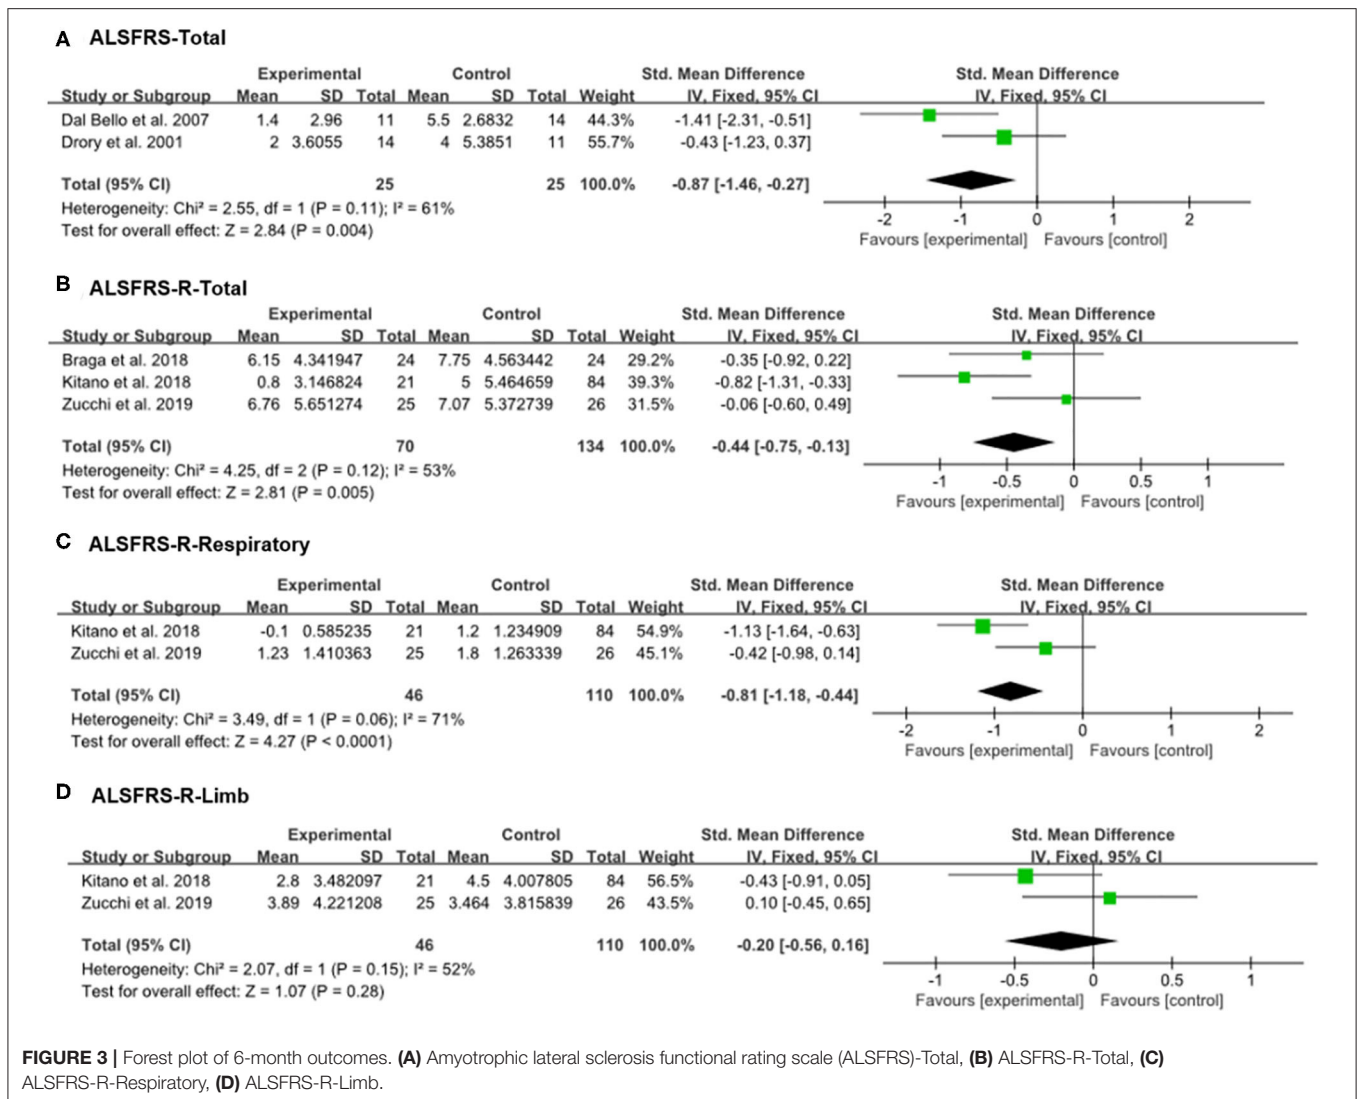 A ALSFRS-Total
Experimental Control Std. Mean Difference Std. Mean Difference
Study or Subgroup Mean SD Total Mean SD Total Weight IV, Fixed, 95% CI IV, Fixed, 95% CI
Dal Bello et al. 2007 1.4 2.96 11 5.5 2.6832 14 44.3% -1.41 [-2.31, -0.51]
Drory et al. 2001 2 3.6055 14 4 5.3851 11 55.7% -0.43 [-1.23, 0.37]
Total (95% CI) 25 25 100.0% -0.87 [-1.46, -0.27]
Heterogeneity: Chi² = 2.55, df = 1 (P = 0.11); I² = 61%
Test for overall effect: Z = 2.84 (P = 0.004)
-2 -1 0 1 2
Favours [experimental] Favours [control]
B ALSFRS-R-Total
Experimental Control Std. Mean Difference Std. Mean Difference
Study or Subgroup Mean SD Total Mean SD Total Weight IV, Fixed, 95% CI IV, Fixed, 95% CI
Braga et al. 2018 6.15 4.341947 24 7.75 4.563442 24 29.2% -0.35 [-0.92, 0.22]
Kitano et al. 2018 0.8 3.146824 21 5 5.464659 84 39.3% -0.82 [-1.31, -0.33]
Zucchi et al. 2019 6.76 5.651274 25 7.07 5.372739 26 31.5% -0.06 [-0.60, 0.49]
Total (95% CI) 70 134 100.0% -0.44 [-0.75, -0.13]
Heterogeneity: Chi² = 4.25, df = 2 (P = 0.12); I² = 53%
Test for overall effect: Z = 2.81 (P = 0.005)
-1 -0.5 0 0.5 1
Favours [experimental] Favours [control]
C ALSFRS-R-Respiratory
Experimental Control Std. Mean Difference Std. Mean Difference
Study or Subgroup Mean SD Total Mean SD Total Weight IV, Fixed, 95% CI IV, Fixed, 95% CI
Kitano et al. 2018 -0.1 0.585235 21 1.2 1.234909 84 54.9% -1.13 [-1.64, -0.63]
Zucchi et al. 2019 1.23 1.410363 25 1.8 1.263339 26 45.1% -0.42 [-0.98, 0.14]
Total (95% CI) 46 110 100.0% -0.81 [-1.18, -0.44]
Heterogeneity: Chi² = 3.49, df = 1 (P = 0.06); I² = 71%
Test for overall effect: Z = 4.27 (P < 0.0001)
-2 -1 0 1 2
Favours [experimental] Favours [control]
D ALSFRS-R-Limb
Experimental Control Std. Mean Difference Std. Mean Difference
Study or Subgroup Mean SD Total Mean SD Total Weight IV, Fixed, 95% CI IV, Fixed, 95% CI
Kitano et al. 2018 2.8 3.482097 21 4.5 4.007805 84 56.5% -0.43 [-0.91, 0.05]
Zucchi et al. 2019 3.89 4.221208 25 3.464 3.815839 26 43.5% 0.10 [-0.45, 0.65]
Total (95% CI) 46 110 100.0% -0.20 [-0.56, 0.16]
Heterogeneity: Chi² = 2.07, df = 1 (P = 0.15); I² = 52%
Test for overall effect: Z = 1.07 (P = 0.28)
-1 -0.5 0 0.5 1
Favours [experimental] Favours [control]
FIGURE 3 | Forest plot of 6-month outcomes. (A) Amyotrophic lateral sclerosis functional rating scale (ALSFRS)-Total, (B) ALSFRS-R-Total, (C)
ALSFRS-R-Respiratory, (D) ALSFRS-R-Limb.